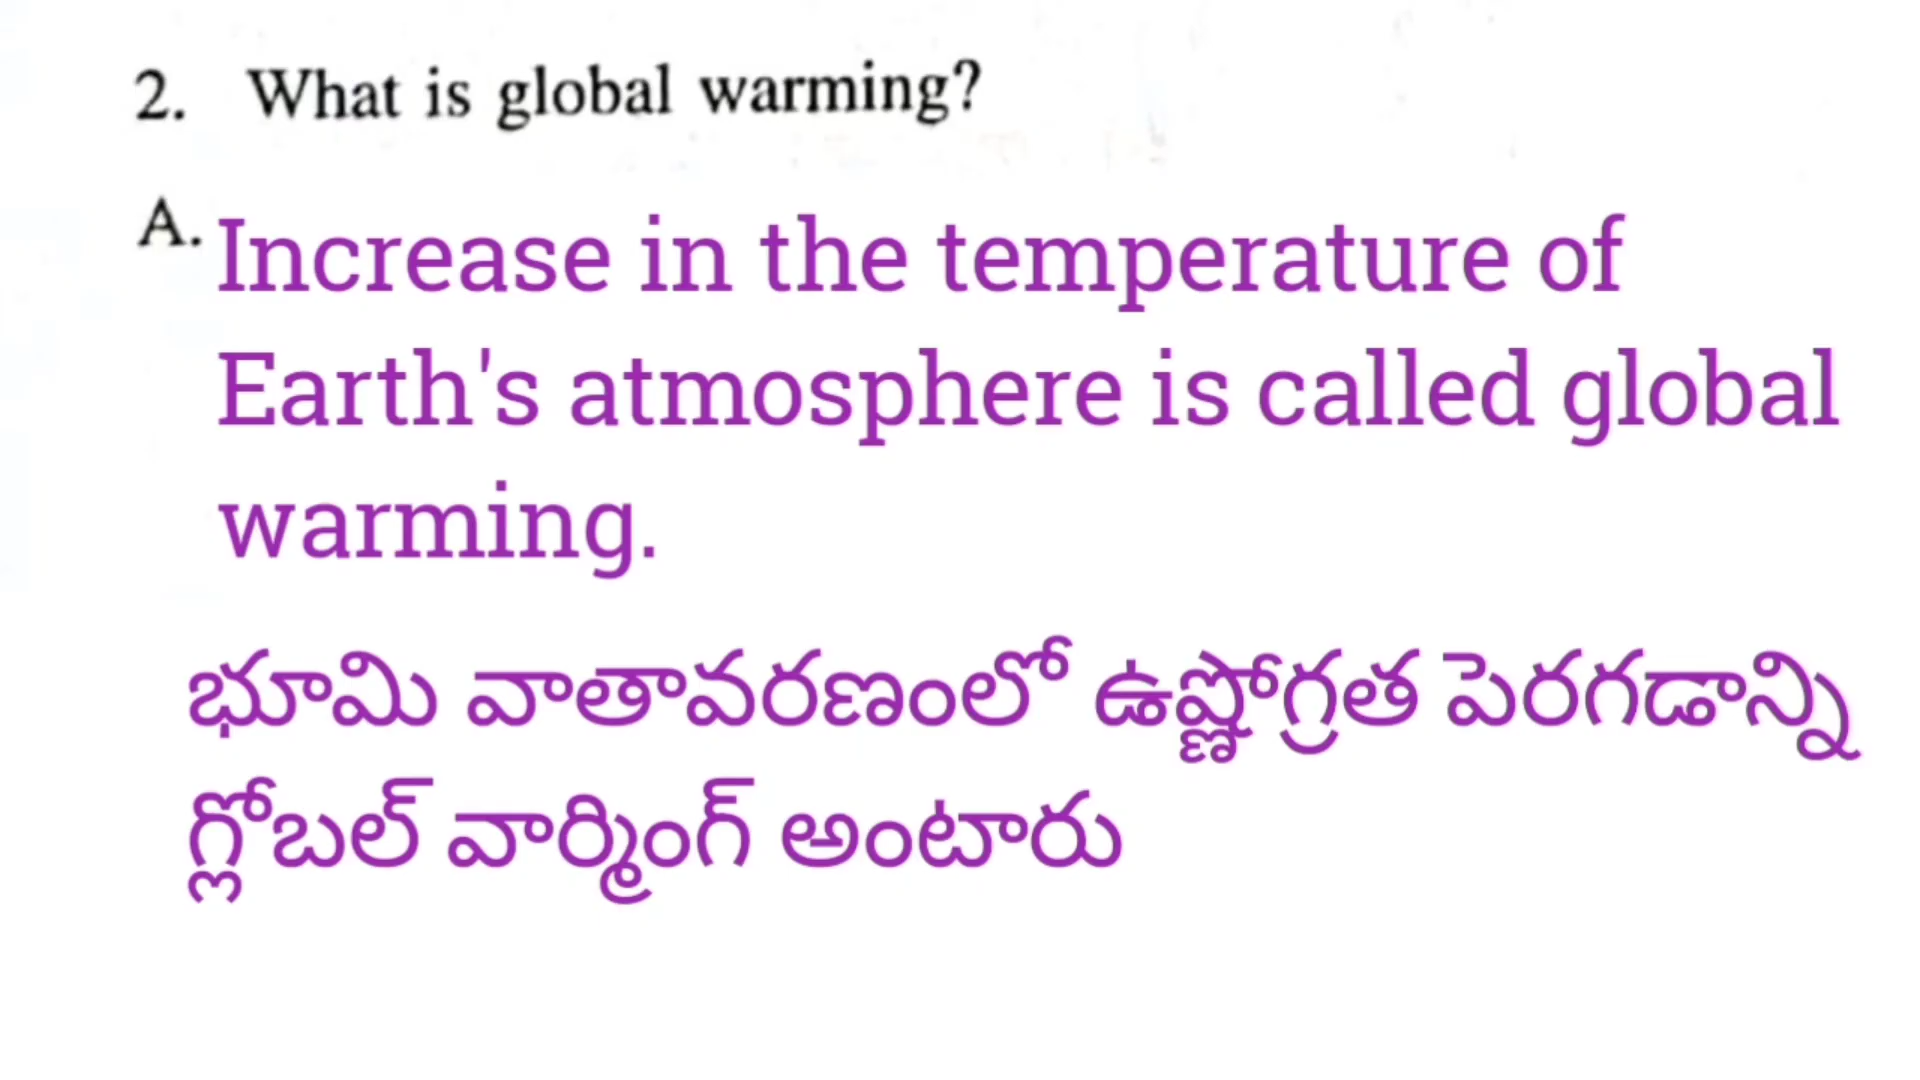 2. What is global warming?
A. Increase in the temperature of
Earth's atmosphere is called global
warming.
భూమి వాతావరణంలో ఉష్ణోగ్రత పెరగడాన్ని
గ్లోబల్ వార్మింగ్ అంటారు